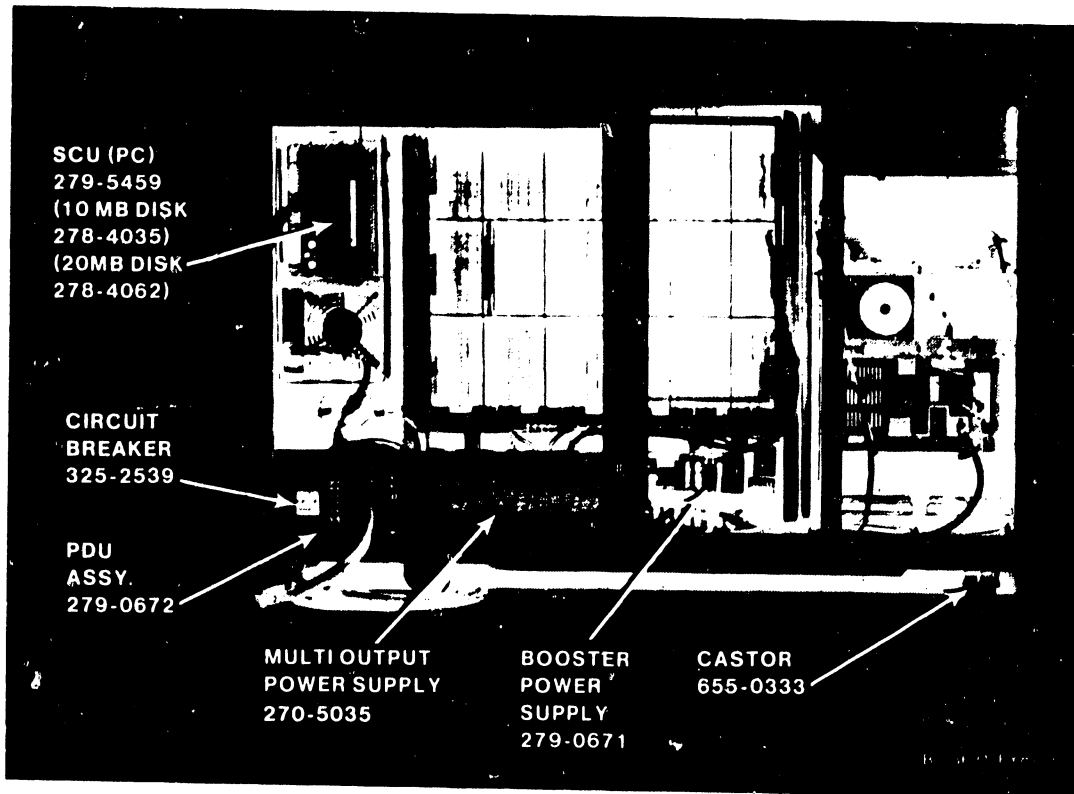 SCU (PC)
279-5459
(10 MB DISK
278-4035)
(20MB DISK
278-4062)
CIRCUIT
BREAKER
325-2539
PDU
ASSY.
279-0672
MULTI OUTPUT
POWER SUPPLY
270-5035
BOOSTER
POWER
SUPPLY
279-0671
CASTOR
655-0333